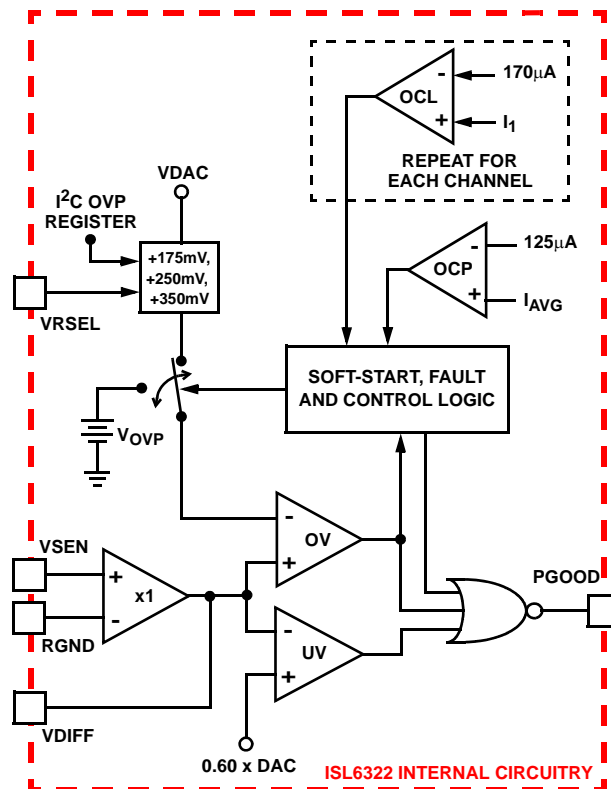 170µA
-
OCL
+
I1
REPEAT FOR
EACH CHANNEL
VDAC
I2C OVP
REGISTER
+175mV,
+250mV,
+350mV
VRSEL
125µA
-
OCP
+
IAVG
SOFT-START, FAULT
AND CONTROL LOGIC
VOVP
-
OV
+
VSEN
+
x1
-
RGND
PGOOD
-
UV
+
VDIFF
0.60 x DAC
ISL6322 INTERNAL CIRCUITRY